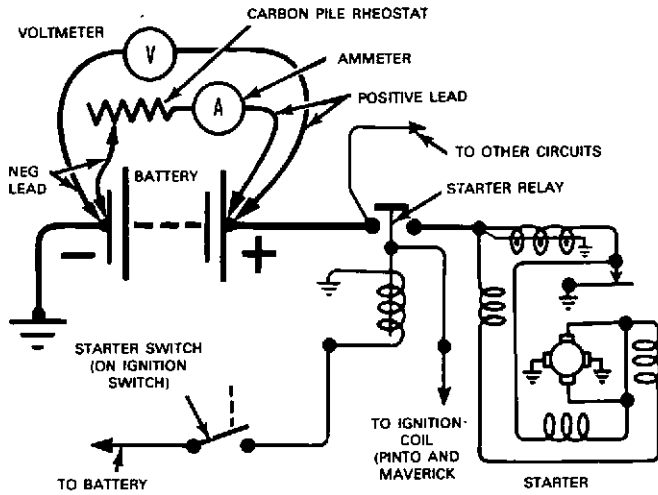 CARBON PILE RHEOSTAT
VOLTMETER
V
AMMETER
A
POSITIVE LEAD
TO OTHER CIRCUITS
NEG
LEAD
BATTERY
STARTER RELAY
−
+
STARTER SWITCH
(ON IGNITION
SWITCH)
TO IGNITION
COIL
(PINTO AND
MAVERICK
TO BATTERY
STARTER